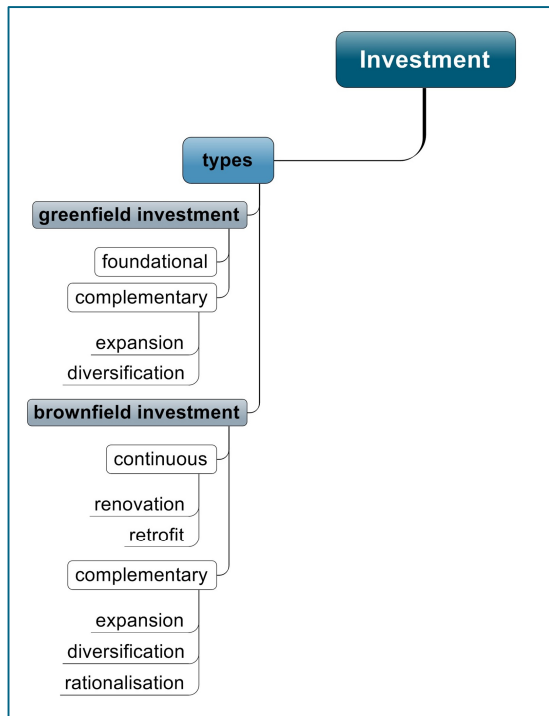 Investment
types
greenfield investment
foundational
complementary
expansion
diversification
brownfield investment
continuous
renovation
retrofit
complementary
expansion
diversification
rationalisation